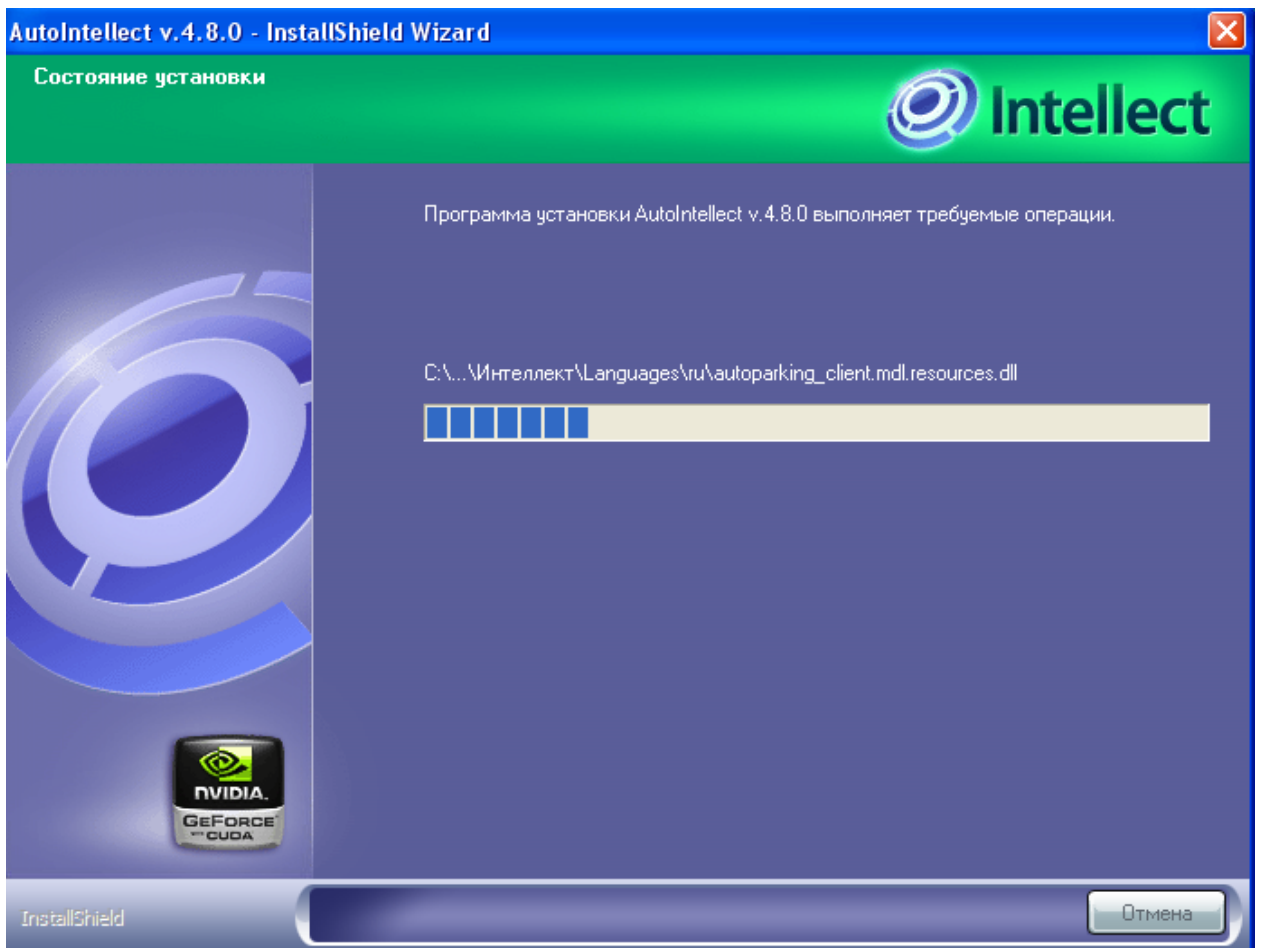 AutoIntellect v.4.8.0 - InstallShield Wizard
Состояние установки
Intellect
Программа установки AutoIntellect v.4.8.0 выполняет требуемые операции.
C:\...\Интеллект\Languages\ru\autoparking_client.mdl.resources.dll
NVIDIA.
GEFORCE
WITH CUDA
InstallShield
Отмена